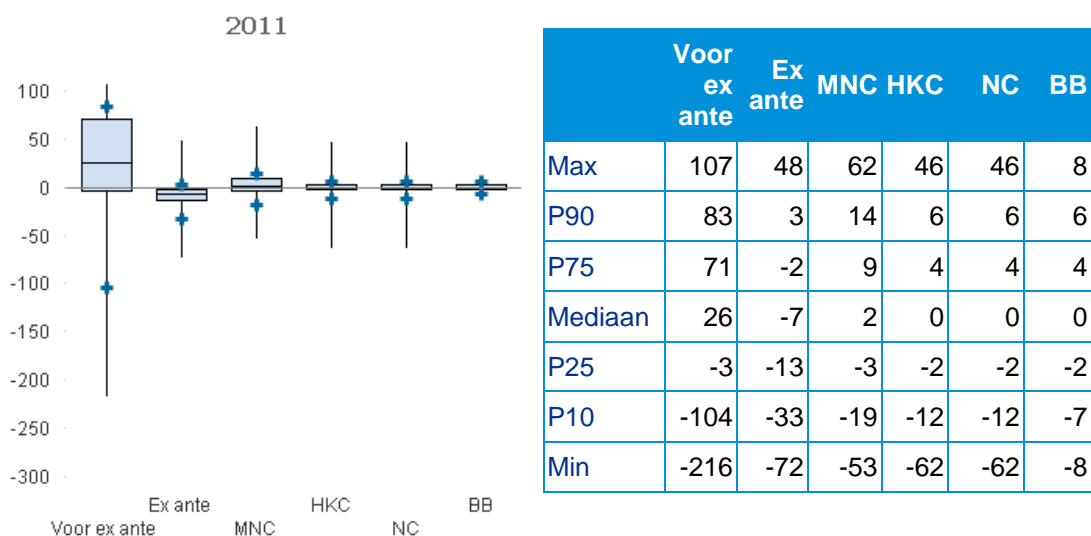 2011
100
50
0
-50
-100
-150
-200
-250
-300
Ex ante HKC BB
Voor ex ante MNC NC
Voor ex ante Ex ante MNC HKC NC BB
Max 107 48 62 46 46 8
P90 83 3 14 6 6 6
P75 71 -2 9 4 4 4
Mediaan 26 -7 2 0 0 0
P25 -3 -13 -3 -2 -2 -2
P10 -104 -33 -19 -12 -12 -7
Min -216 -72 -53 -62 -62 -8